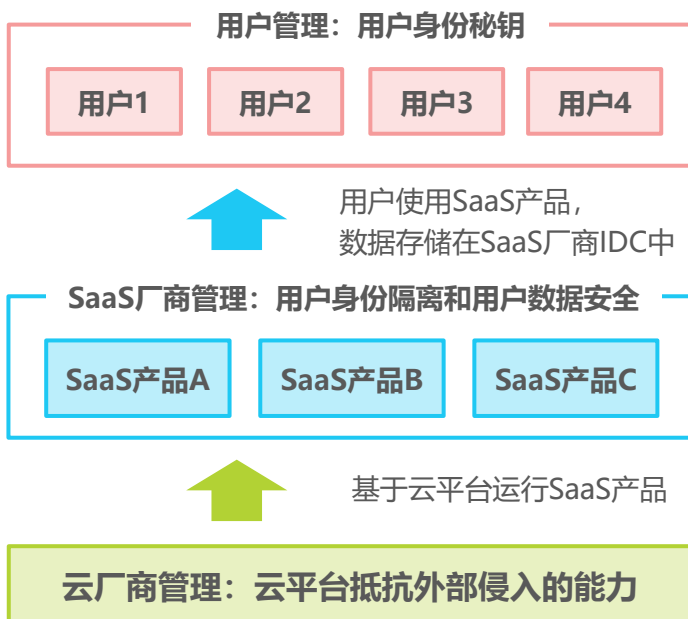 用户管理：用户身份秘钥
用户1
用户2
用户3
用户4
用户使用SaaS产品，
数据存储在SaaS厂商IDC中
SaaS厂商管理：用户身份隔离和用户数据安全
SaaS产品A
SaaS产品B
SaaS产品C
基于云平台运行SaaS产品
云厂商管理：云平台抵抗外部侵入的能力